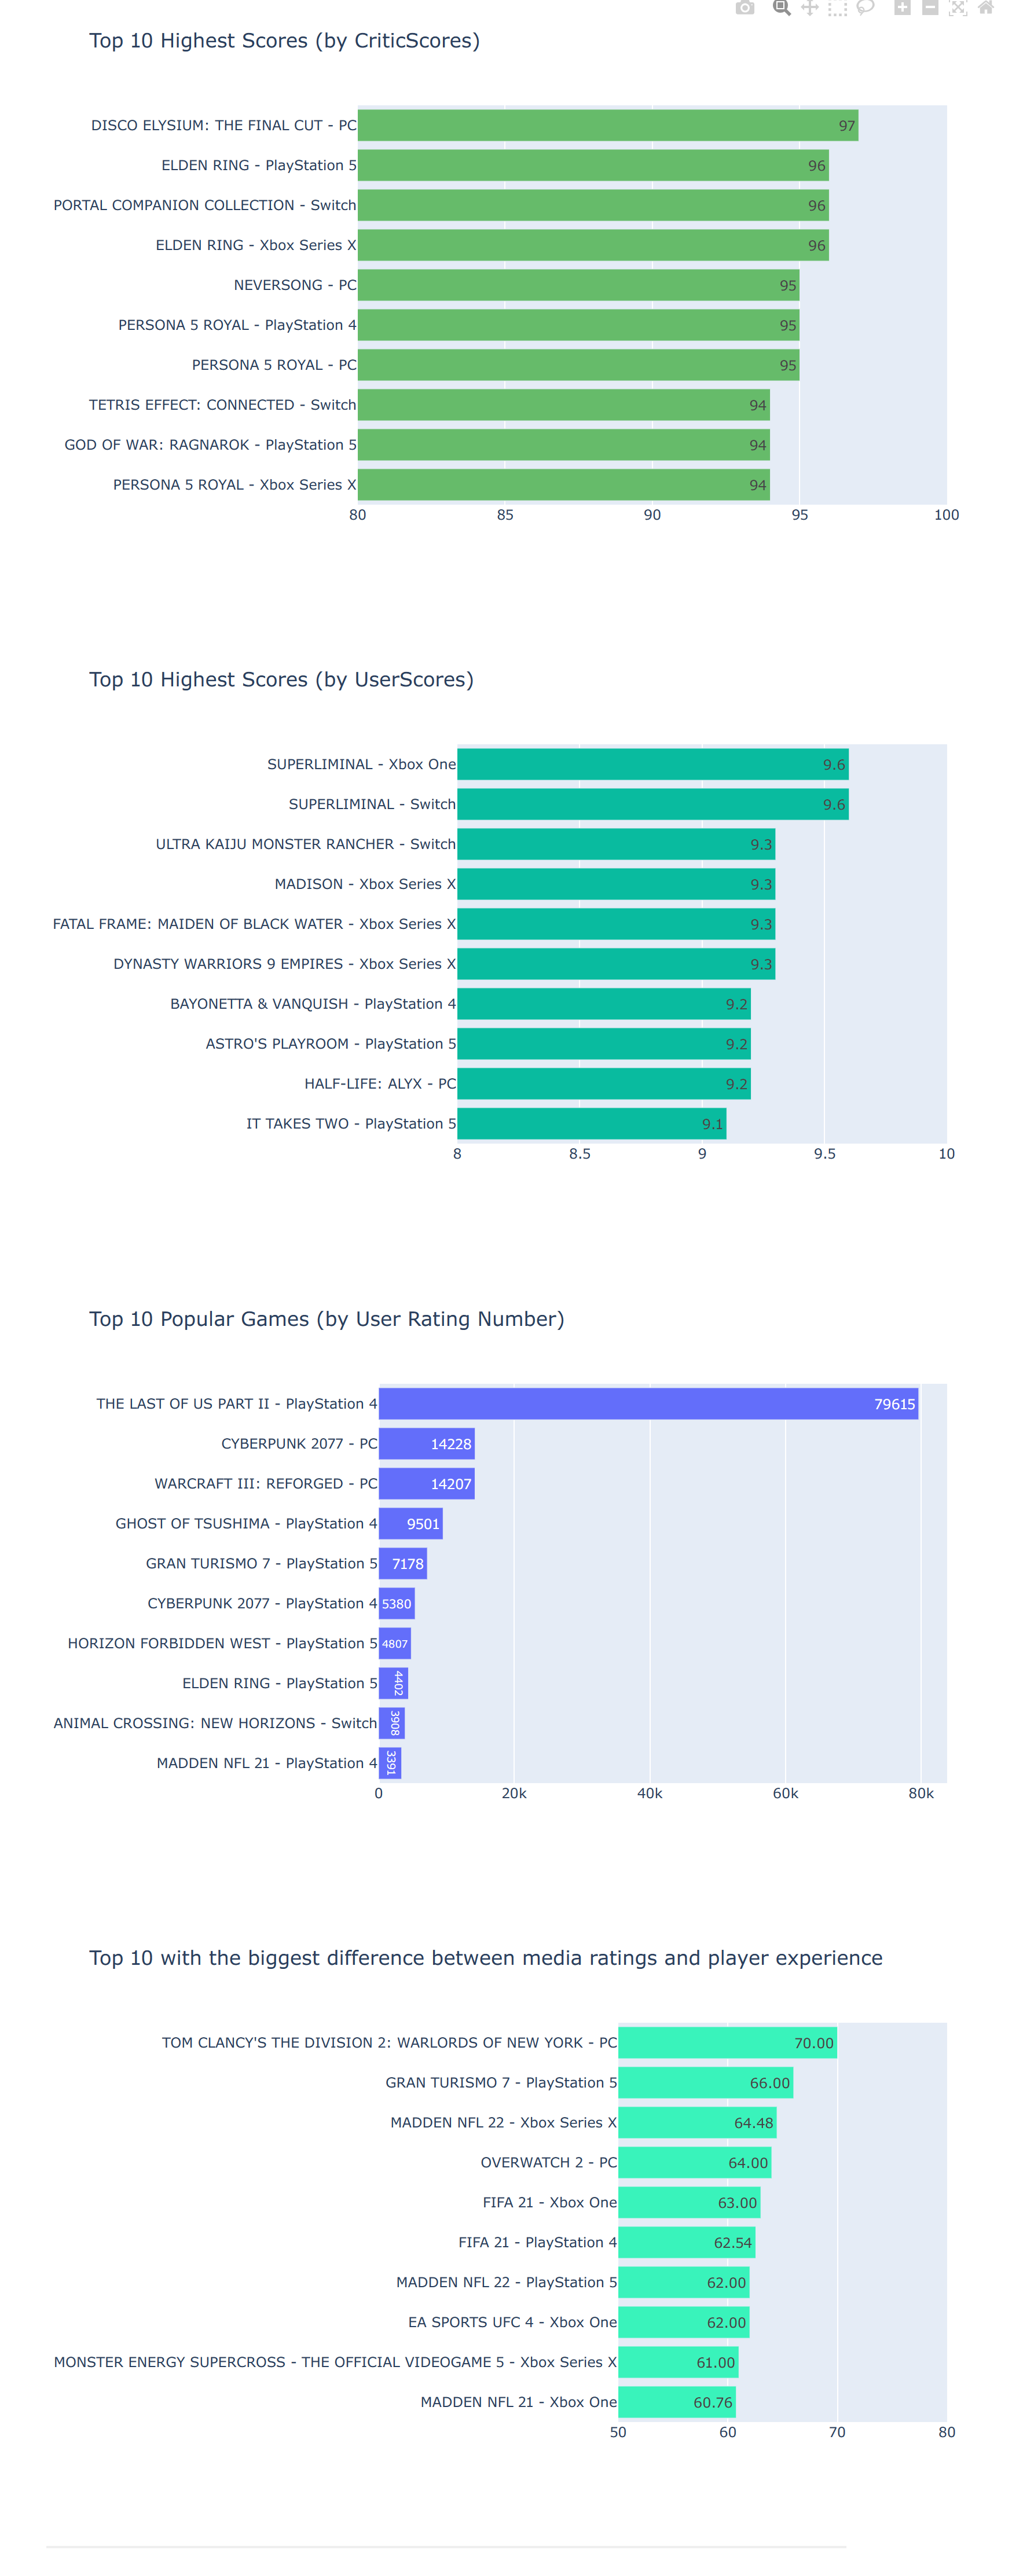 Top 10 Highest Scores (by CriticScores)
DISCO ELYSIUM: THE FINAL CUT - PC 97
ELDEN RING - PlayStation 5 96
PORTAL COMPANION COLLECTION - Switch 96
ELDEN RING - Xbox Series X 96
NEVERSONG - PC 95
PERSONA 5 ROYAL - PlayStation 4 95
PERSONA 5 ROYAL - PC 95
TETRIS EFFECT: CONNECTED - Switch 94
GOD OF WAR: RAGNAROK - PlayStation 5 94
PERSONA 5 ROYAL - Xbox Series X 94
80 85 90 95 100
Top 10 Highest Scores (by UserScores)
SUPERLIMINAL - Xbox One 9.6
SUPERLIMINAL - Switch 9.6
ULTRA KAIJU MONSTER RANCHER - Switch 9.3
MADISON - Xbox Series X 9.3
FATAL FRAME: MAIDEN OF BLACK WATER - Xbox Series X 9.3
DYNASTY WARRIORS 9 EMPIRES - Xbox Series X 9.3
BAYONETTA & VANQUISH - PlayStation 4 9.2
ASTRO'S PLAYROOM - PlayStation 5 9.2
HALF-LIFE: ALYX - PC 9.2
IT TAKES TWO - PlayStation 5 9.1
8 8.5 9 9.5 10
Top 10 Popular Games (by User Rating Number)
THE LAST OF US PART II - PlayStation 4 79615
CYBERPUNK 2077 - PC 14228
WARCRAFT III: REFORGED - PC 14207
GHOST OF TSUSHIMA - PlayStation 4 9501
GRAN TURISMO 7 - PlayStation 5 7178
CYBERPUNK 2077 - PlayStation 4 5380
HORIZON FORBIDDEN WEST - PlayStation 5 4807
ELDEN RING - PlayStation 5 4402
ANIMAL CROSSING: NEW HORIZONS - Switch 3908
MADDEN NFL 21 - PlayStation 4 3391
0 20k 40k 60k 80k
Top 10 with the biggest difference between media ratings and player experience
TOM CLANCY'S THE DIVISION 2: WARLORDS OF NEW YORK - PC 70.00
GRAN TURISMO 7 - PlayStation 5 66.00
MADDEN NFL 22 - Xbox Series X 64.48
OVERWATCH 2 - PC 64.00
FIFA 21 - Xbox One 63.00
FIFA 21 - PlayStation 4 62.54
MADDEN NFL 22 - PlayStation 5 62.00
EA SPORTS UFC 4 - Xbox One 62.00
MONSTER ENERGY SUPERCROSS - THE OFFICIAL VIDEOGAME 5 - Xbox Series X 61.00
MADDEN NFL 21 - Xbox One 60.76
50 60 70 80